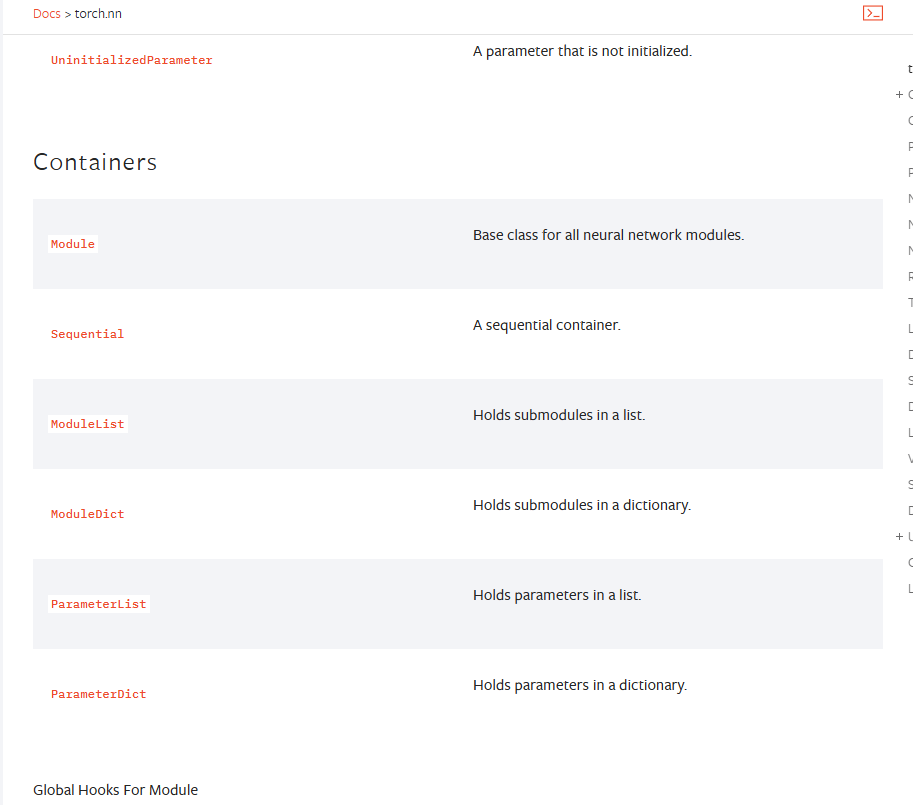 Docs > torch.nn
UninitializedParameter
A parameter that is not initialized.
Containers
Module
Base class for all neural network modules.
Sequential
A sequential container.
ModuleList
Holds submodules in a list.
ModuleDict
Holds submodules in a dictionary.
ParameterList
Holds parameters in a list.
ParameterDict
Holds parameters in a dictionary.
Global Hooks For Module